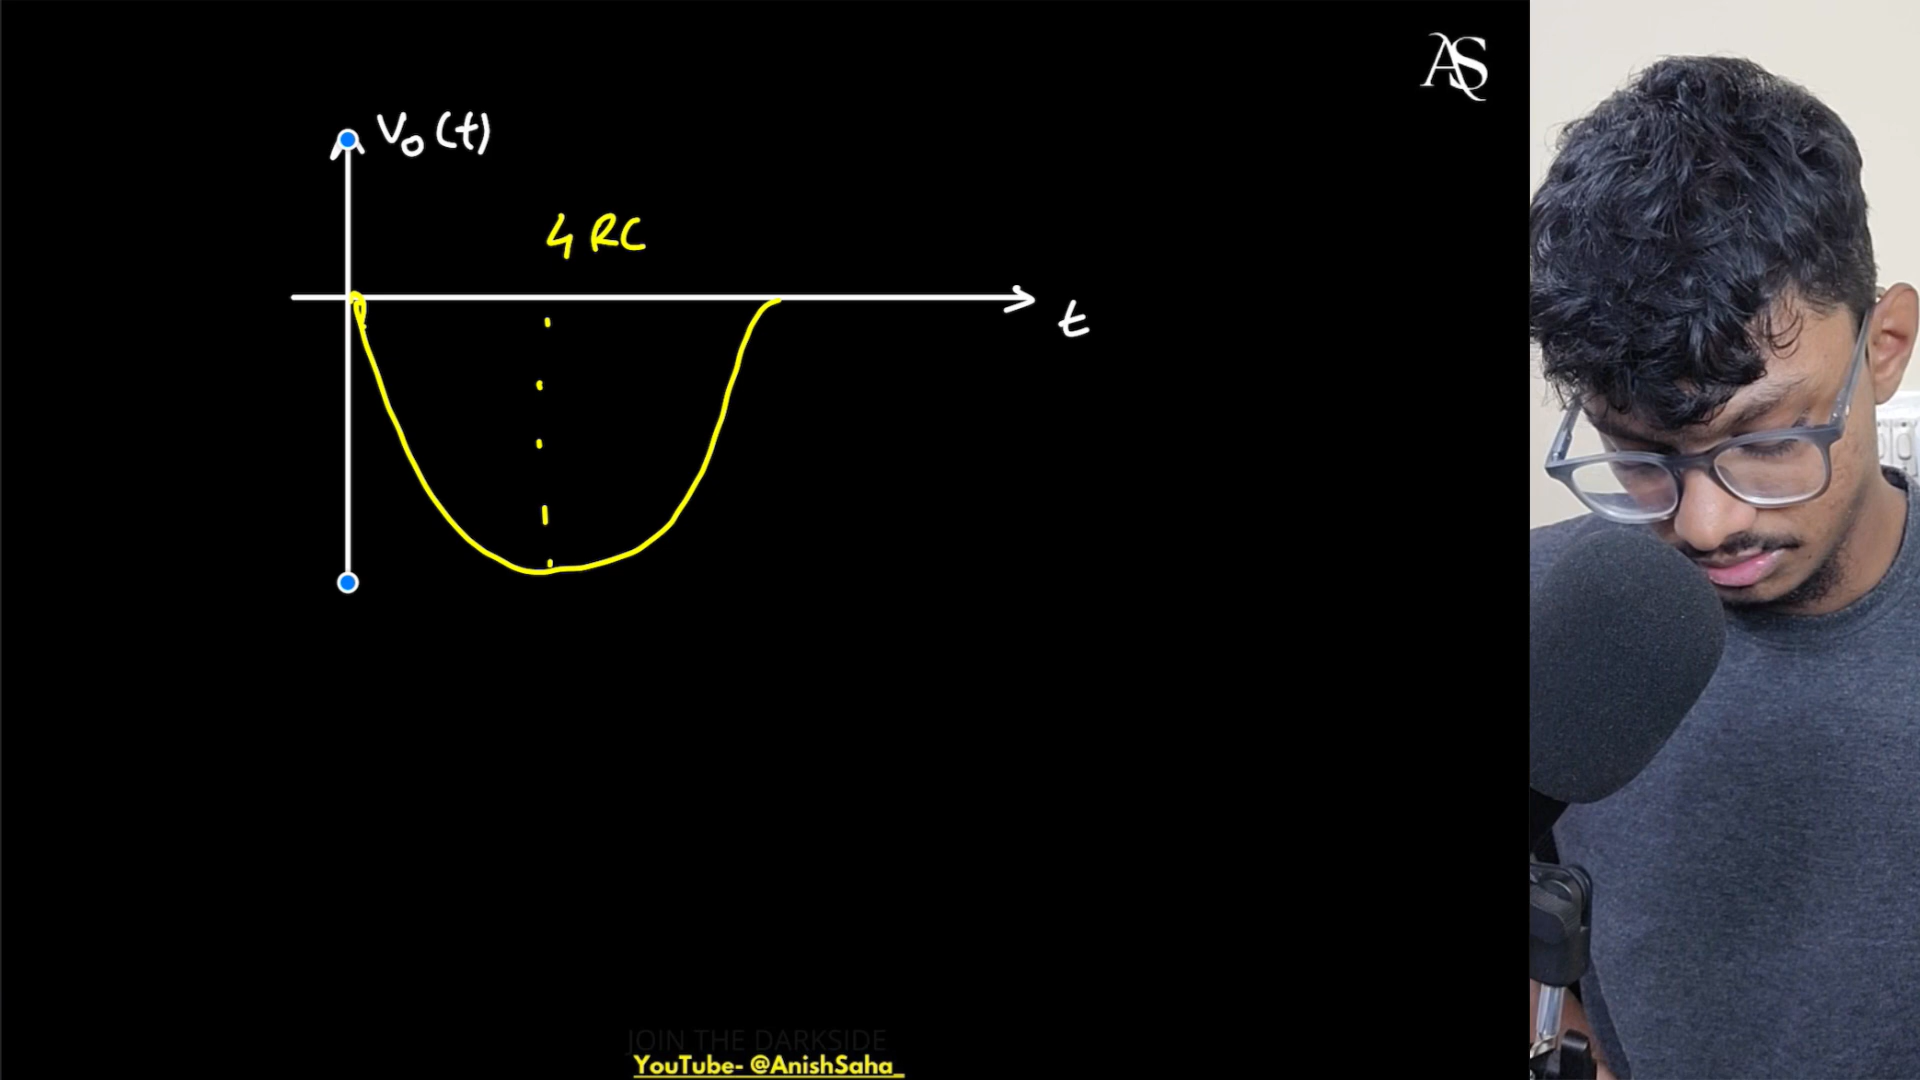 AS
V₀(t)
4 RC
t
JOIN THE DARKSIDE
YouTube- @AnishSaha_